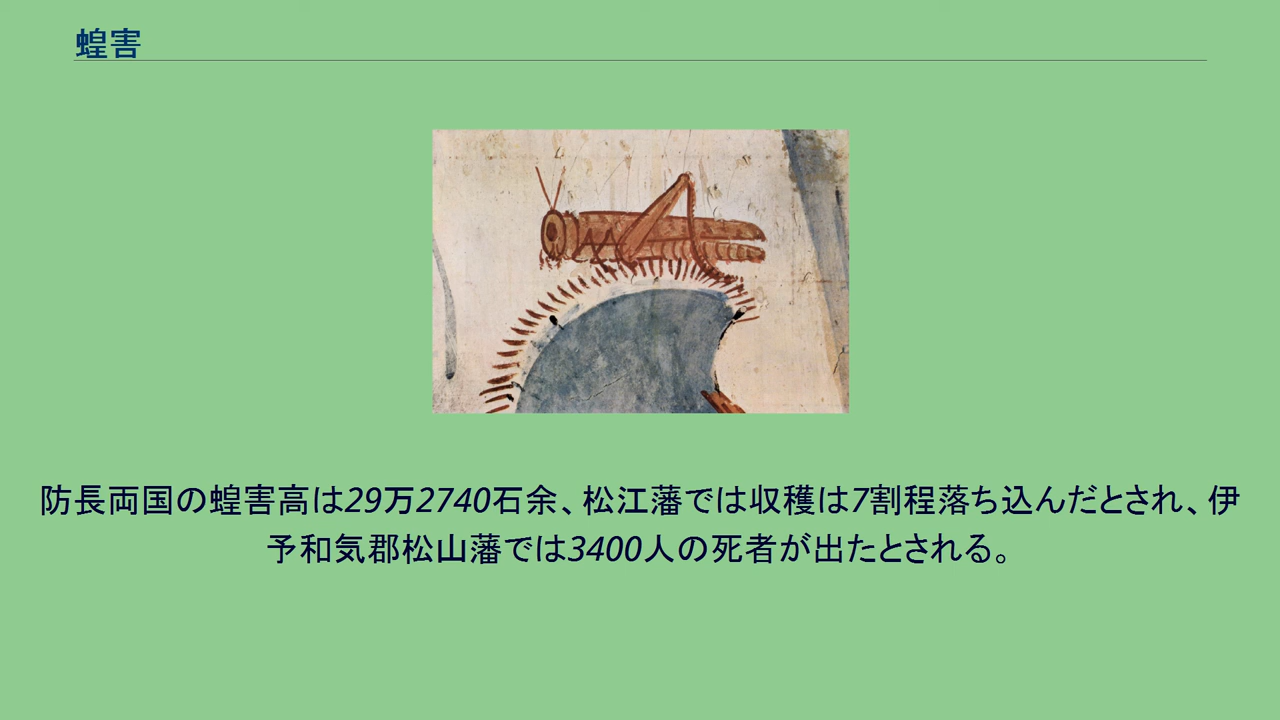 蝗害
防長両国の蝗害高は29万2740石余、松江藩では収穫は7割程落ち込んだとされ、伊
予和気郡松山藩では3400人の死者が出たとされる。